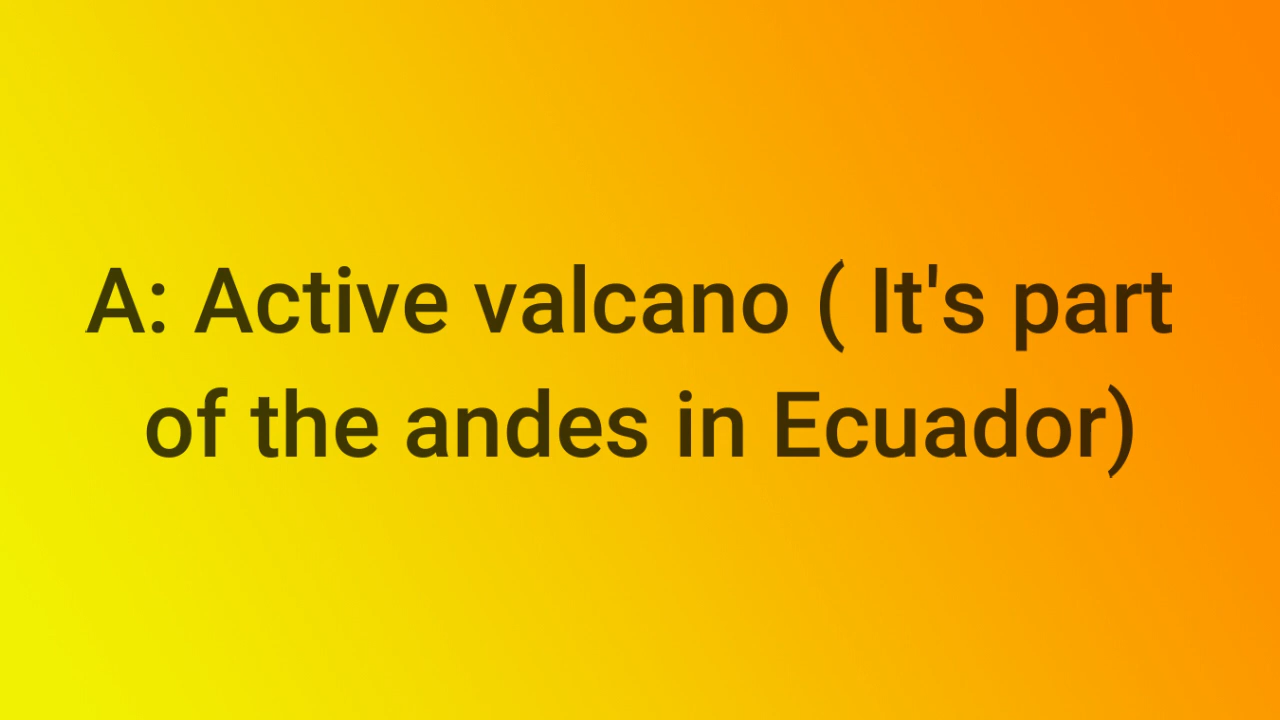 A: Active valcano ( It's part
of the andes in Ecuador)